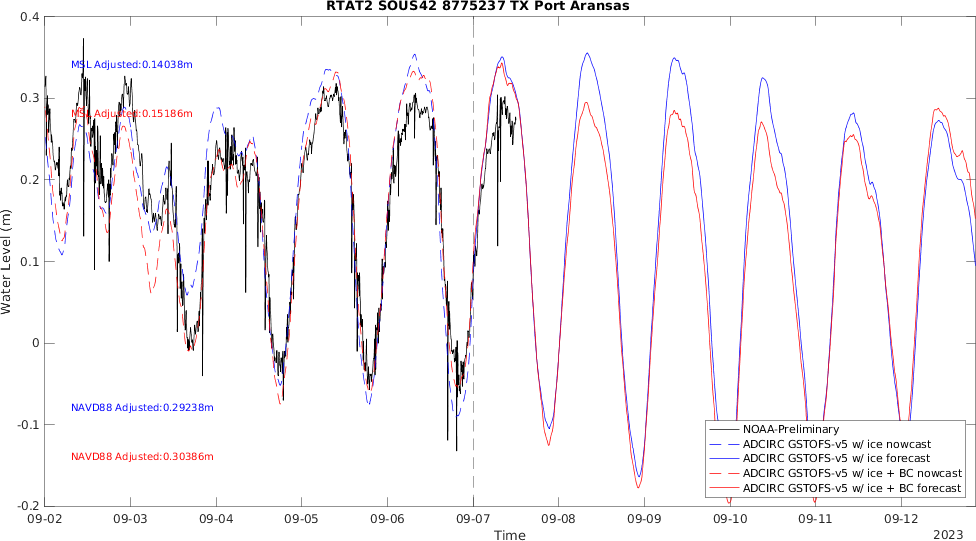 RTAT2 SOUS42 8775237 TX Port Aransas
0.4
0.3
0.2
0.1
0
-0.1
-0.2
Water Level (m)
MSL Adjusted:0.14038m
MSL Adjusted:0.15186m
NAVD88 Adjusted:0.29238m
NAVD88 Adjusted:0.30386m
NOAA-Preliminary
ADCIRC GSTOFS-v5 w/ ice nowcast
ADCIRC GSTOFS-v5 w/ ice forecast
ADCIRC GSTOFS-v5 w/ ice + BC nowcast
ADCIRC GSTOFS-v5 w/ ice + BC forecast
09-02 09-03 09-04 09-05 09-06 09-07 09-08 09-09 09-10 09-11 09-12
Time
2023